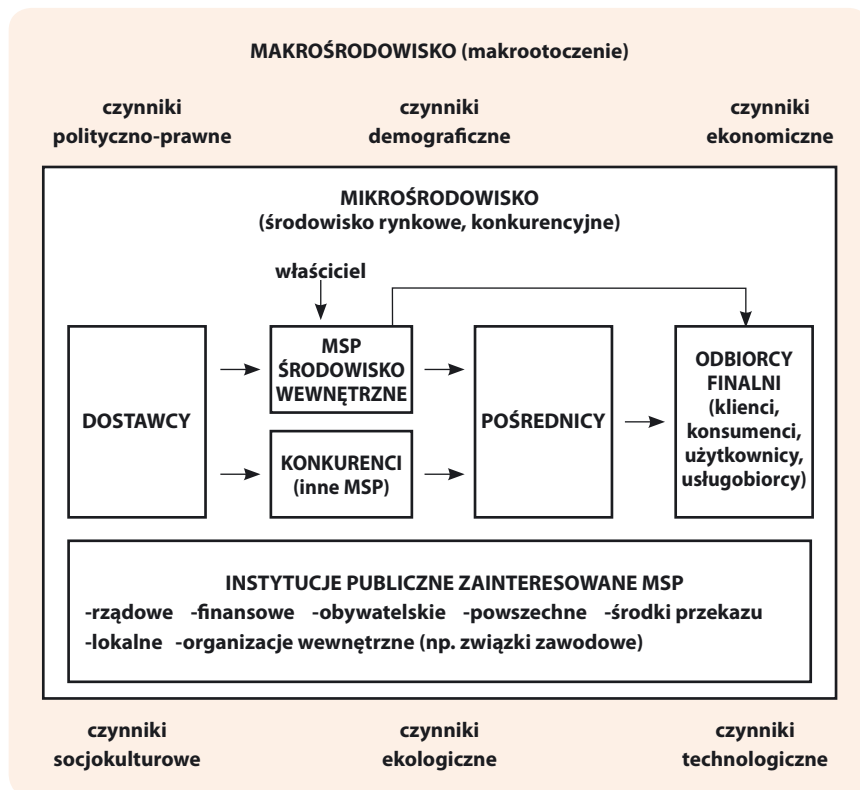 MAKROŚRODOWISKO (makrootoczenie)
czynniki
polityczno-prawne
czynniki
demograficzne
czynniki
ekonomiczne
MIKROŚRODOWISKO
(środowisko rynkowe, konkurencyjne)
właściciel
DOSTAWCY
MSP
ŚRODOWISKO
WEWNĘTRZNE
KONKURENCI
(inne MSP)
POŚREDNICY
ODBIORCY
FINALNI
(klienci,
konsumenci,
użytkownicy,
usługobiorcy)
INSTYTUCJE PUBLICZNE ZAINTERESOWANE MSP
-rządowe -finansowe -obywatelskie -powszechne -środki przekazu
-lokalne -organizacje wewnętrzne (np. związki zawodowe)
czynniki
socjokulturowe
czynniki
ekologiczne
czynniki
technologiczne